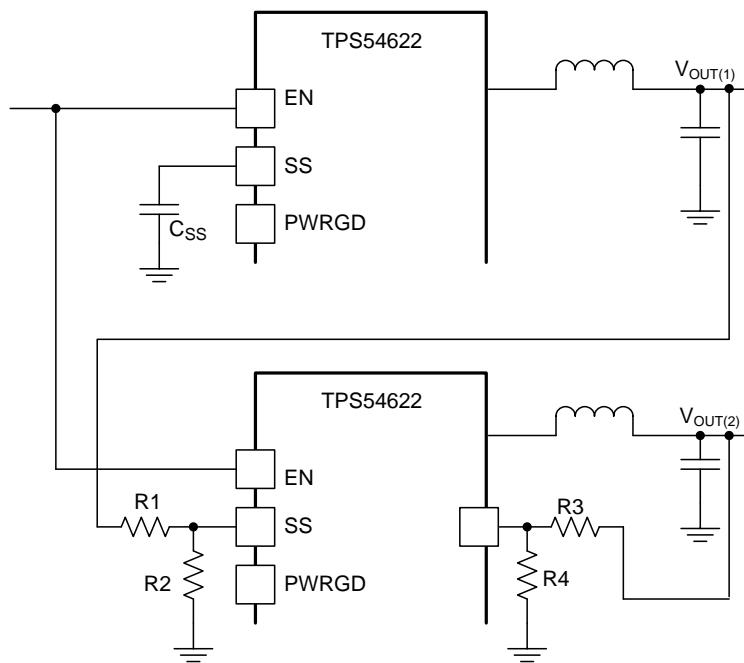 TPS54622
V_OUT(1)
EN
SS
C_SS
PWRGD
TPS54622
V_OUT(2)
EN
R1
SS
R3
R2
R4
PWRGD